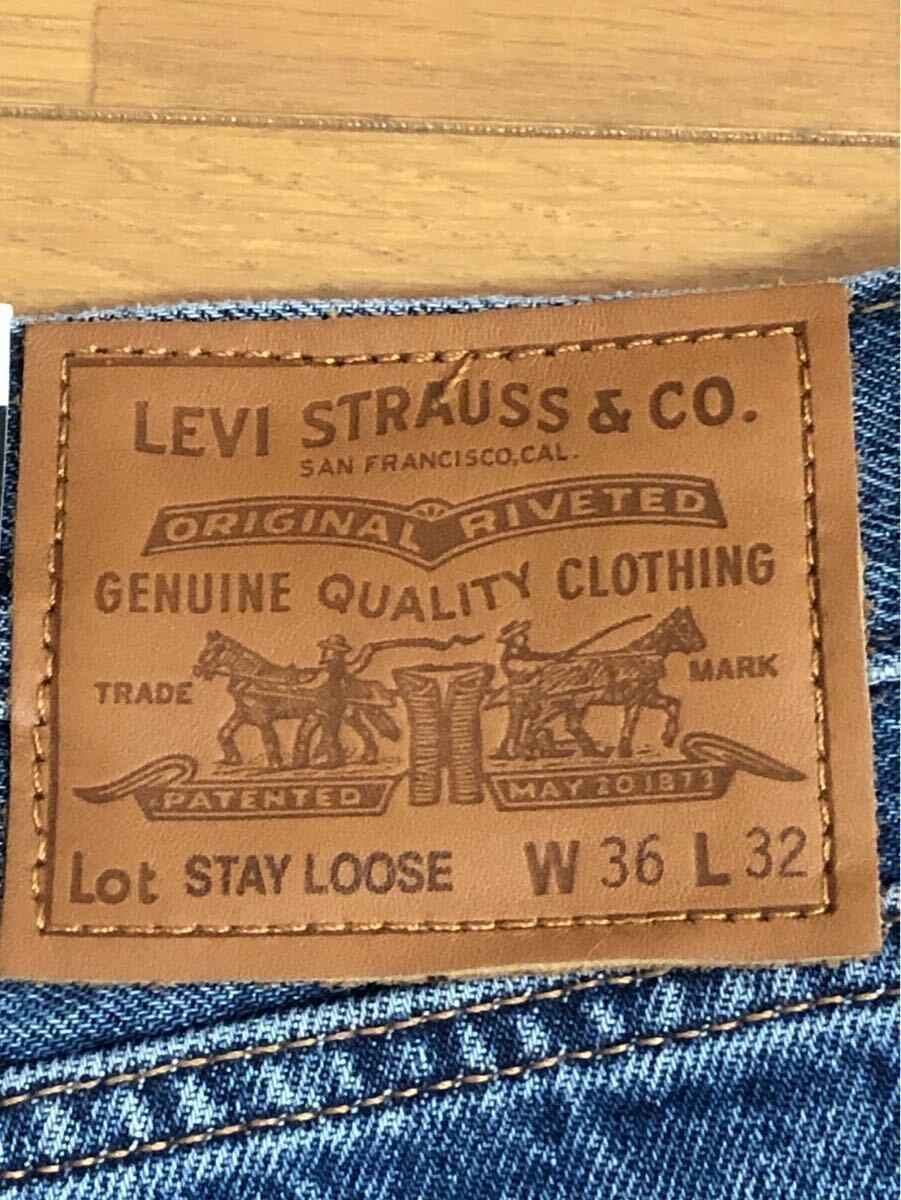 LEVI STRAUSS & CO.
SAN FRANCISCO, CAL.
ORIGINAL RIVETED
GENUINE QUALITY CLOTHING
TRADE MARK
PATENTED MAY 20 1873
Lot STAY LOOSE W 36 L 32